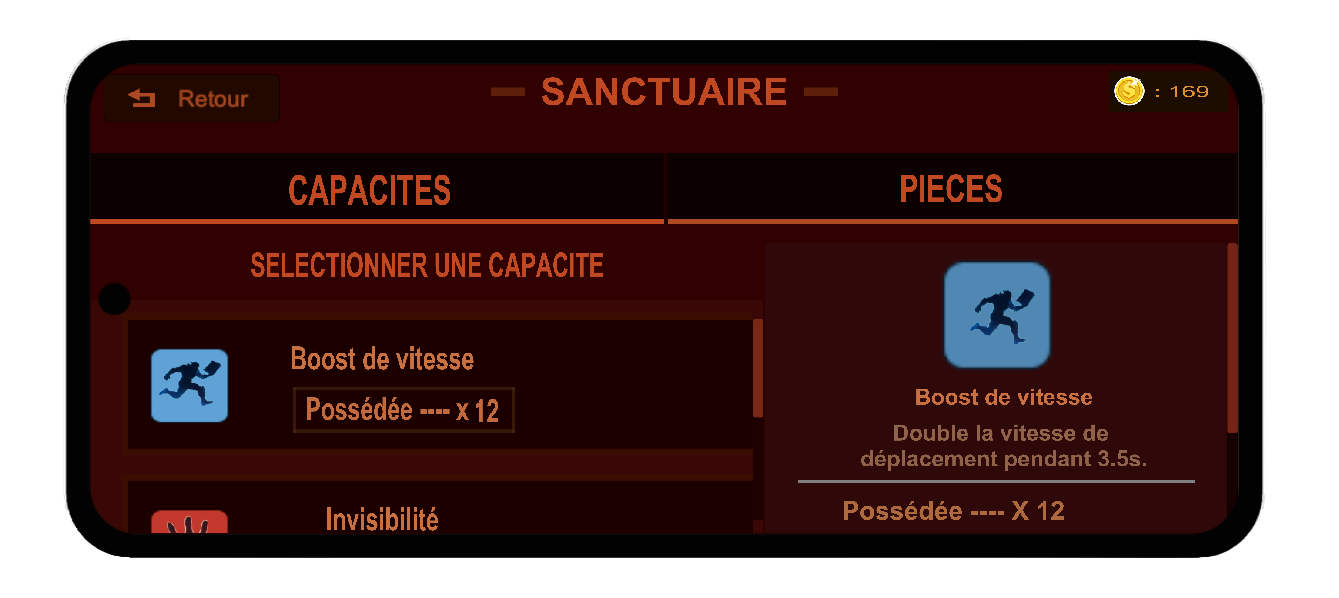 Retour
SANCTUAIRE
: 169
CAPACITES
PIECES
SELECTIONNER UNE CAPACITE
Boost de vitesse
Possédée ---- x 12
Invisibilité
Boost de vitesse
Double la vitesse de
déplacement pendant 3.5s.
Possédée ---- X 12